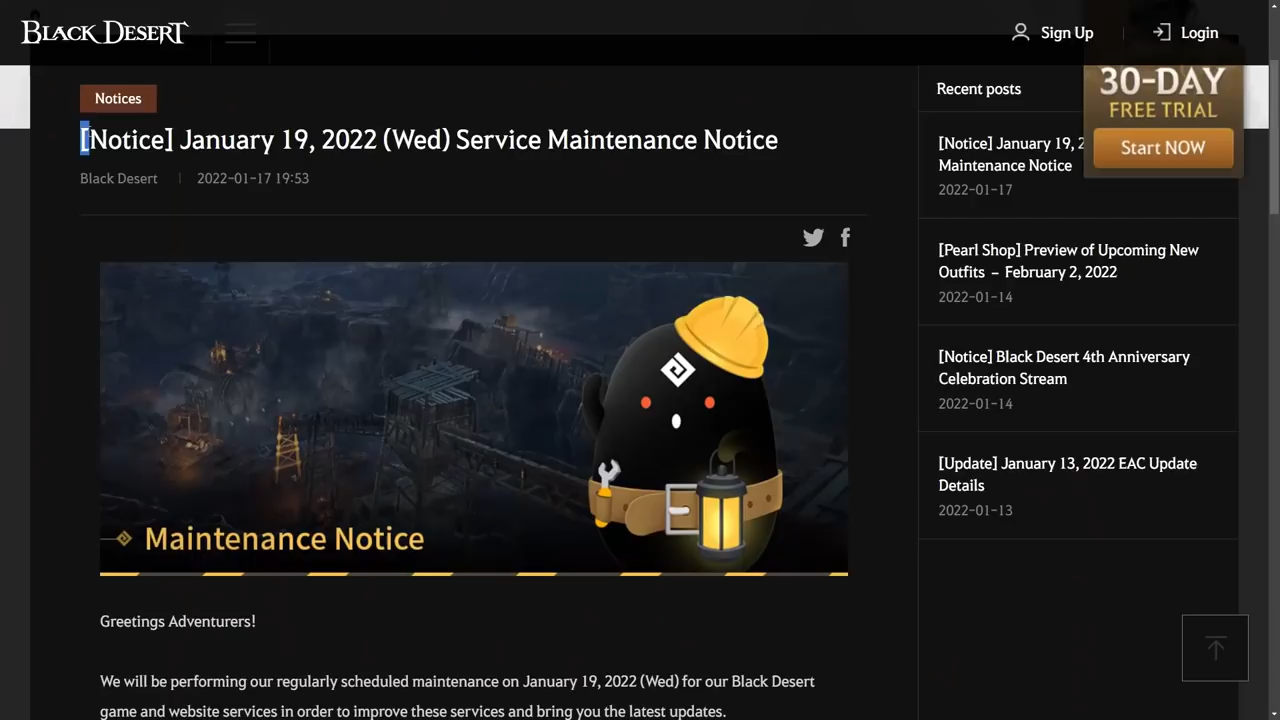 BLACK DESERT
Sign Up
Login
Notices
[Notice] January 19, 2022 (Wed) Service Maintenance Notice
Black Desert
2022-01-17 19:53
Maintenance Notice
Greetings Adventurers!
We will be performing our regularly scheduled maintenance on January 19, 2022 (Wed) for our Black Desert
game and website services in order to improve these services and bring you the latest updates.
Recent posts
[Notice] January 19, 2
Maintenance Notice
2022-01-17
[Pearl Shop] Preview of Upcoming New
Outfits - February 2, 2022
2022-01-14
[Notice] Black Desert 4th Anniversary
Celebration Stream
2022-01-14
[Update] January 13, 2022 EAC Update
Details
2022-01-13
30-DAY
FREE TRIAL
Start NOW